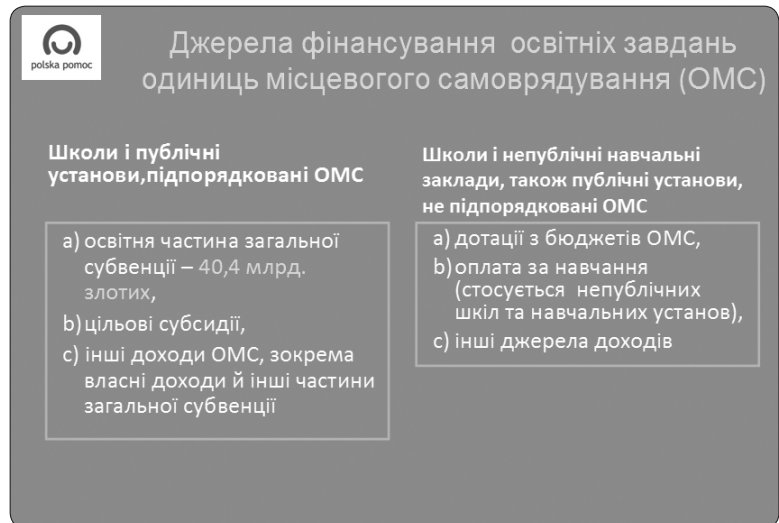 polska pomoc
Джерела фінансування освітніх завдань
одиниць місцевого самоврядування (ОМС)
Школи і публічні
установи,підпорядковані ОМС
a) освітня частина загальної
субвенції – 40,4 млрд.
злотих,
b) цільові субсидії,
c) інші доходи ОМС, зокрема
власні доходи й інші частини
загальної субвенції
Школи і непублічні навчальні
заклади, також публічні установи,
не підпорядковані ОМС
a) дотації з бюджетів ОМС,
b) оплата за навчання
(стосується непублічних
шкіл та навчальних установ),
c) інші джерела доходів